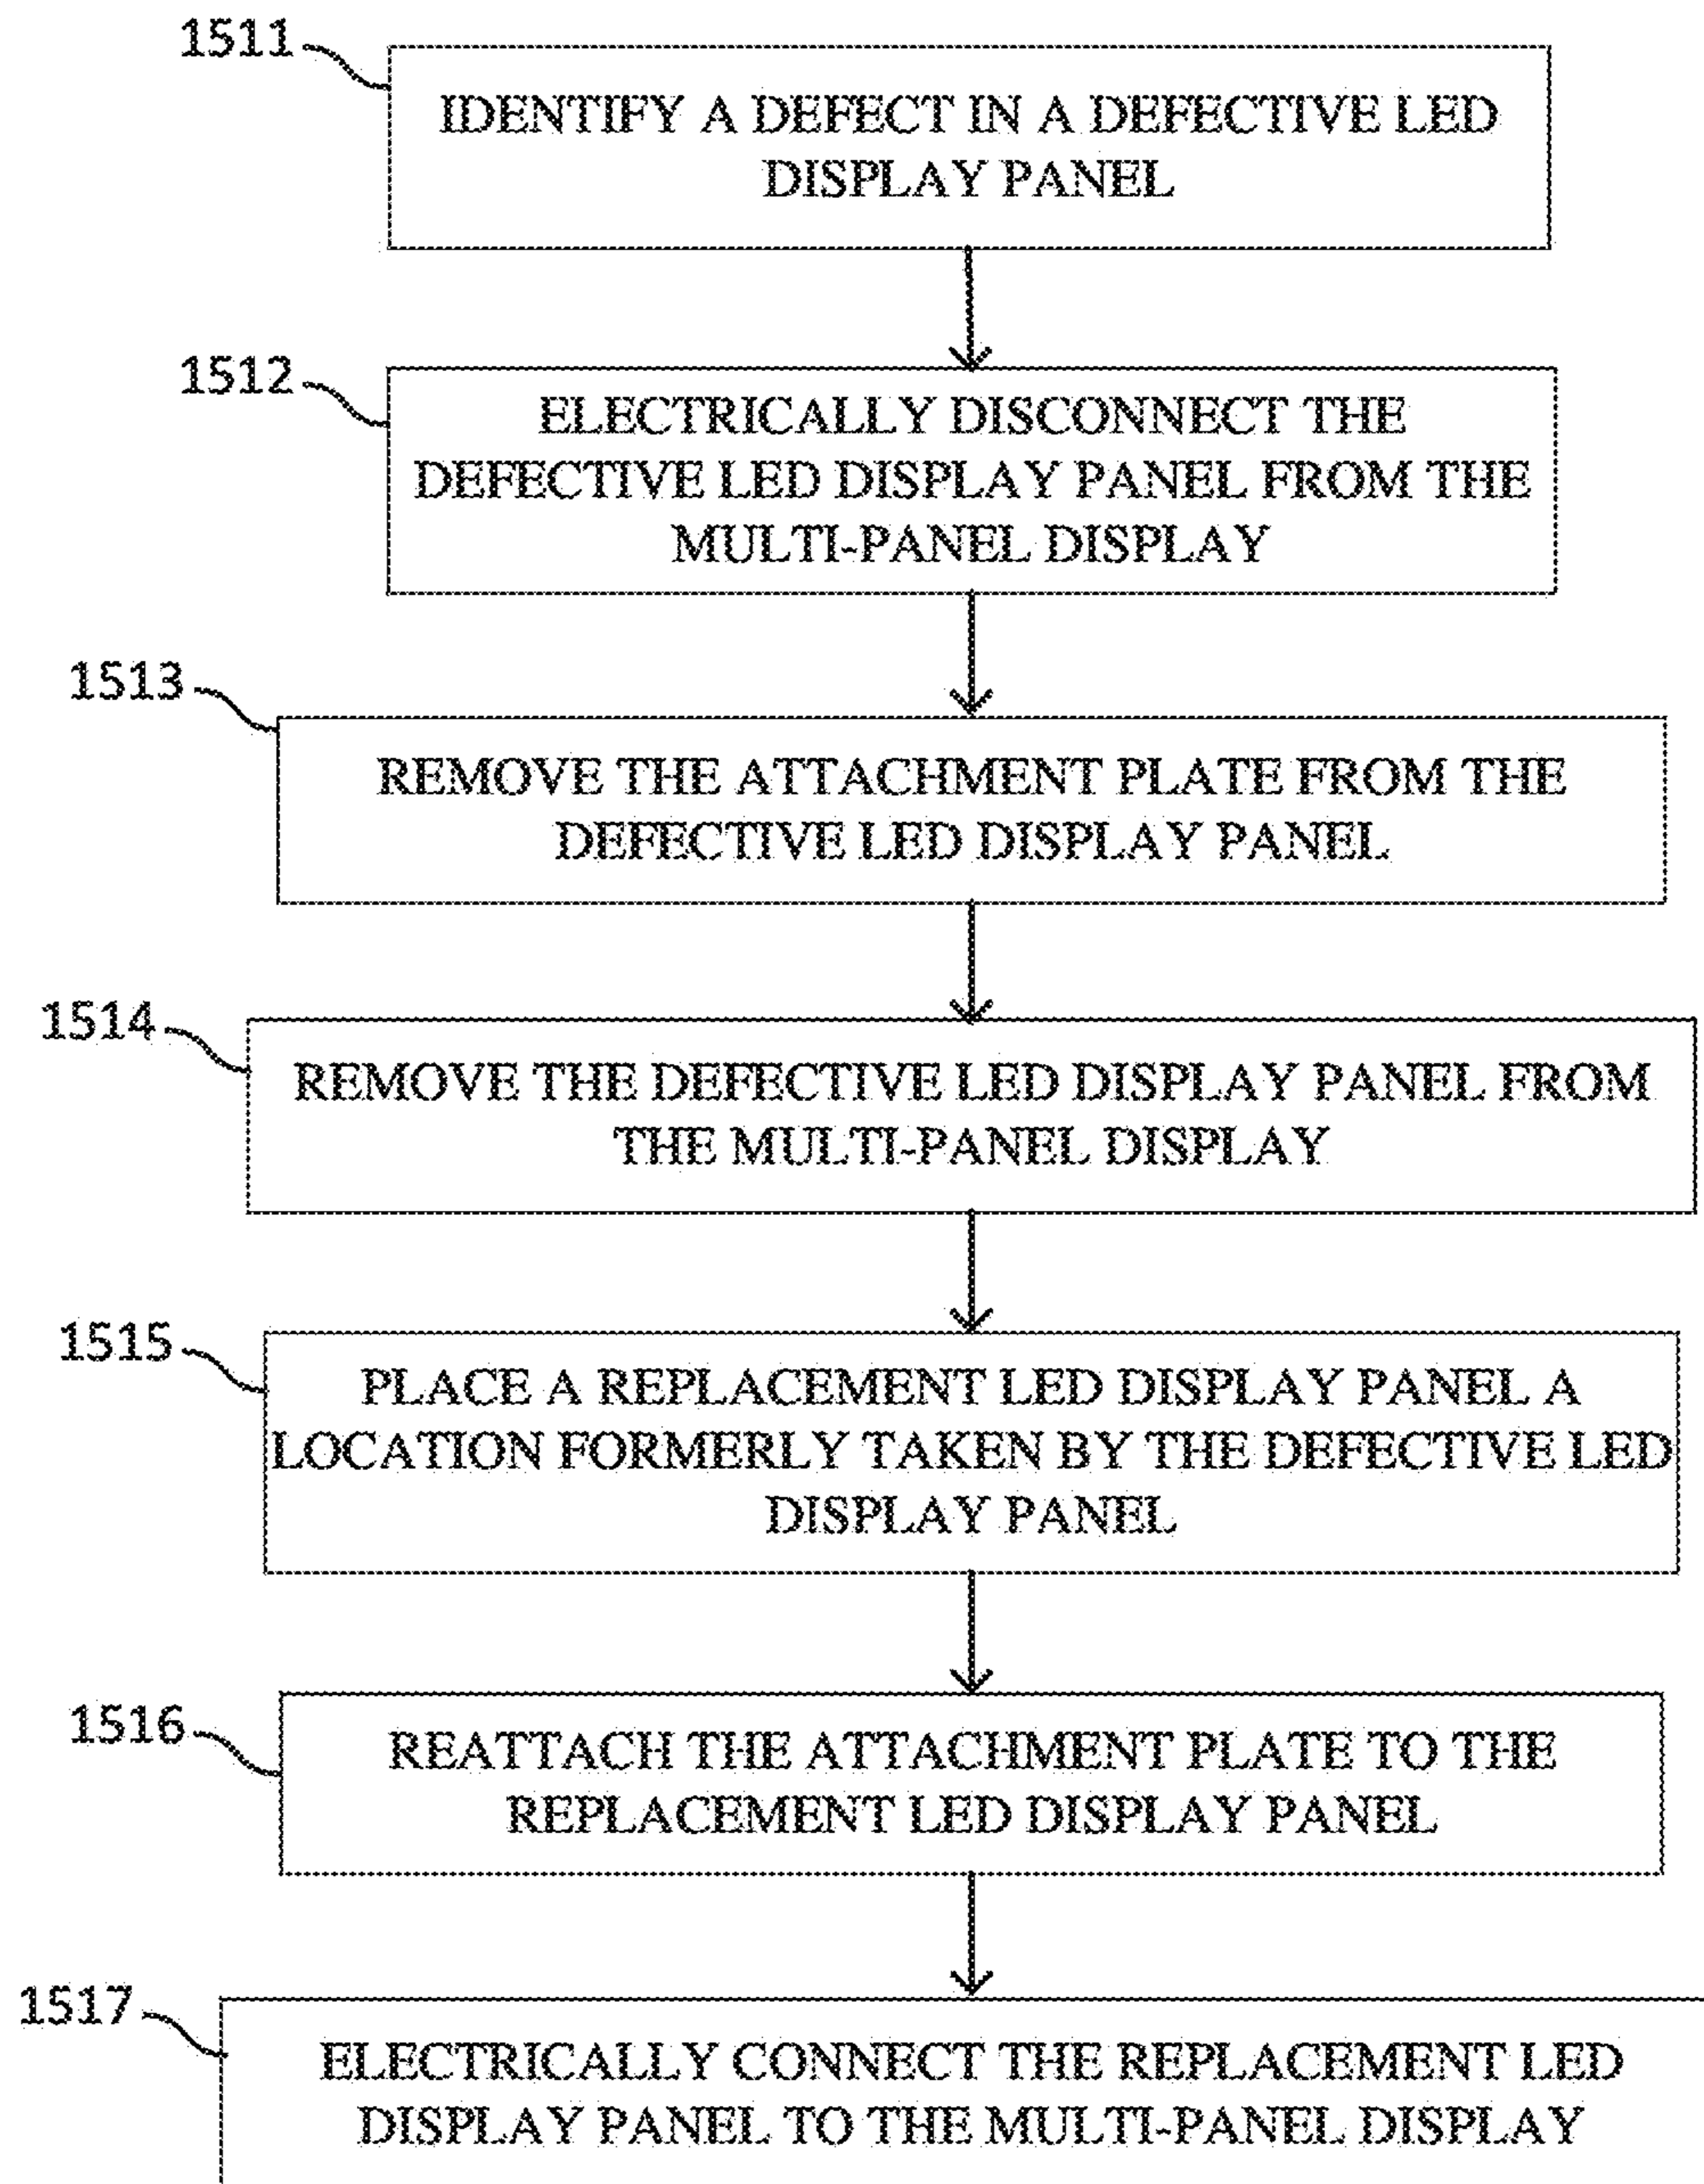 1511
IDENTIFY A DEFECT IN A DEFECTIVE LED
DISPLAY PANEL
1512
ELECTRICALLY DISCONNECT THE
DEFECTIVE LED DISPLAY PANEL FROM THE
MULTI-PANEL DISPLAY
1513
REMOVE THE ATTACHMENT PLATE FROM THE
DEFECTIVE LED DISPLAY PANEL
1514
REMOVE THE DEFECTIVE LED DISPLAY PANEL FROM
THE MULTI-PANEL DISPLAY
1515
PLACE A REPLACEMENT LED DISPLAY PANEL A
LOCATION FORMERLY TAKEN BY THE DEFECTIVE LED
DISPLAY PANEL
1516
REATTACH THE ATTACHMENT PLATE TO THE
REPLACEMENT LED DISPLAY PANEL
1517
ELECTRICALLY CONNECT THE REPLACEMENT LED
DISPLAY PANEL TO THE MULTI-PANEL DISPLAY